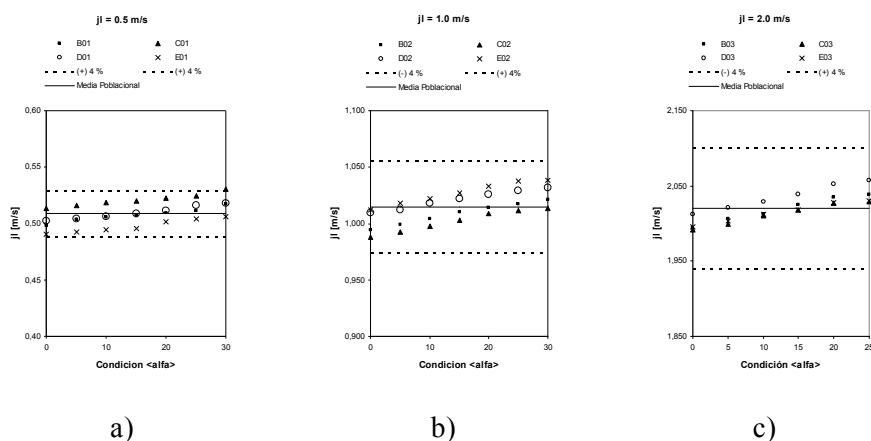 jl = 0.5 m/s
B01 C01
D01 E01
(+) 4 % (+) 4 %
Media Poblacional
0,60
0,55
0,50
0,45
0,40
jl [m/s]
0 10 20 30
Condicion <alfa>
a)
jl = 1.0 m/s
B02 C02
D02 E02
(-) 4 % (+) 4%
Media Poblacional
1,100
1,050
1,000
0,950
0,900
jl [m/s]
0 10 20 30
Condicion <alfa>
b)
jl = 2.0 m/s
B03 C03
D03 E03
(-) 4 % (+) 4 %
Media Poblacional
2,150
2,050
1,950
1,850
jl [m/s]
0 5 10 15 20 25
Condición <alfa>
c)